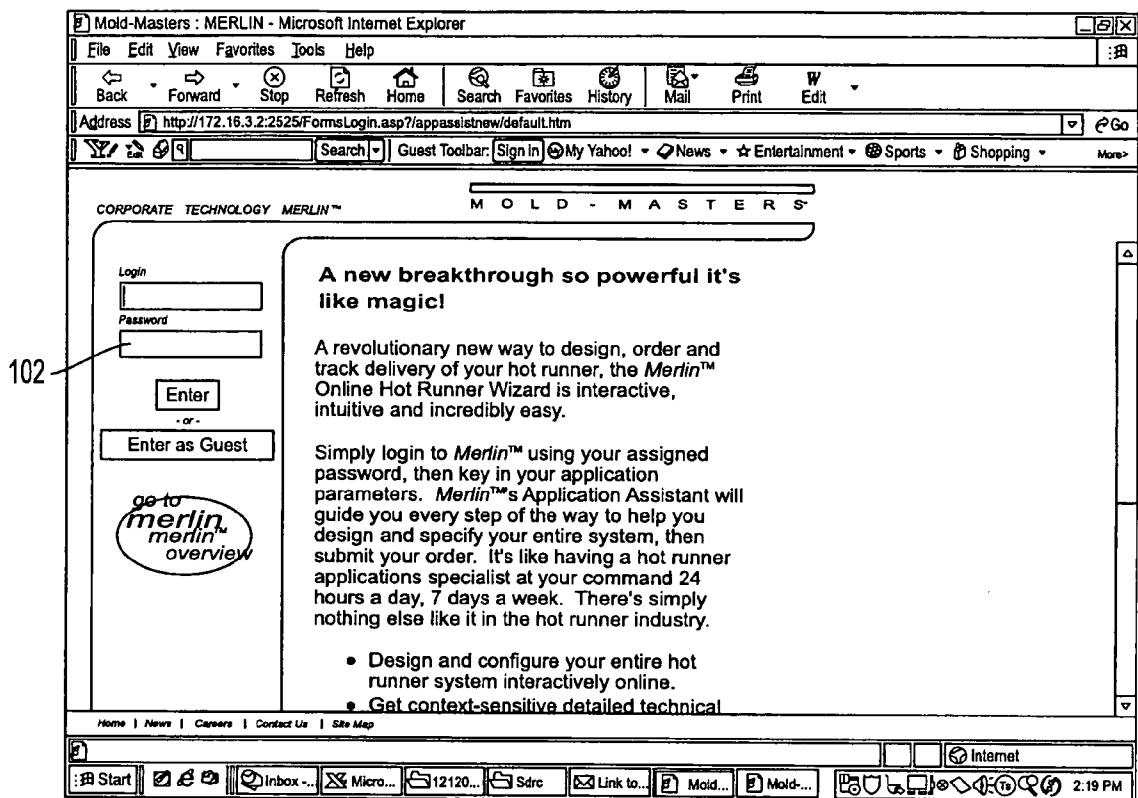 Mold-Masters : MERLIN - Microsoft Internet Explorer
File Edit View Favorites Tools Help
Back Forward Stop Refresh Home Search Favorites History Mail Print Edit
Address http://172.16.3.2:2525/FormsLogin.asp?/appassistnew/default.htm Go
Search Guest Toolbar: Sign in My Yahoo! News Entertainment Sports Shopping More>
CORPORATE TECHNOLOGY MERLIN™
MOLD-MASTERS
Login
Password
102
Enter
- or -
Enter as Guest
go to
merlin
merlin™
overview
A new breakthrough so powerful it's
like magic!
A revolutionary new way to design, order and
track delivery of your hot runner, the Merlin™
Online Hot Runner Wizard is interactive,
intuitive and incredibly easy.
Simply login to Merlin™ using your assigned
password, then key in your application
parameters. Merlin™'s Application Assistant will
guide you every step of the way to help you
design and specify your entire system, then
submit your order. It's like having a hot runner
applications specialist at your command 24
hours a day, 7 days a week. There's simply
nothing else like it in the hot runner industry.
• Design and configure your entire hot
runner system interactively online.
• Get context-sensitive detailed technical
Home | News | Careers | Contact Us | Site Map
Internet
Start Inbox -... Micro... 12120... Sdrc Link to... Mold... Mold-... 2:19 PM